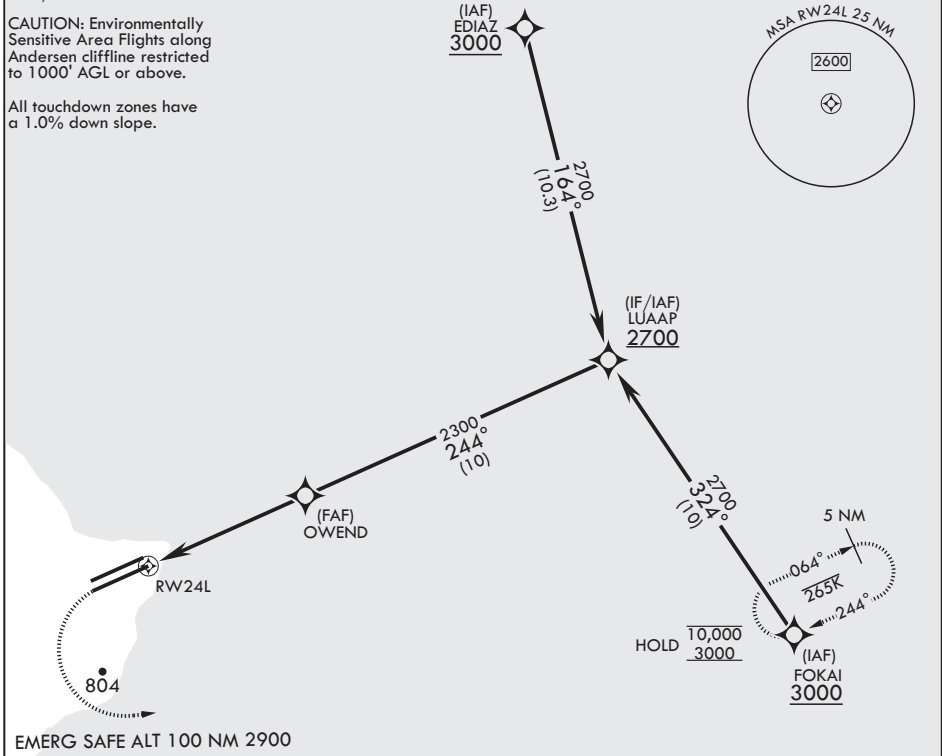 CAUTION: Environmentally
Sensitive Area Flights along
Andersen cliffline restricted
to 1000' AGL or above.
All touchdown zones have
a 1.0% down slope.
(IAF)
EDIAZ
3000
MSA RW24L 25 NM
2600
2700
164°
(10.3)
(IF/IAF)
LUAAP
2700
2300
244°
(10)
(FAF)
OWEND
RW24L
2700
324°
(10)
5 NM
064°
265K
244°
HOLD
10,000
3000
(IAF)
FOKAI
3000
804
EMERG SAFE ALT 100 NM 2900